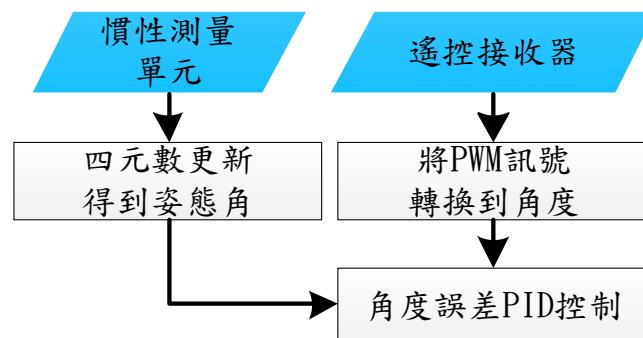 慣性測量
單元
遙控接收器
四元數更新
得到姿態角
將PWM訊號
轉換到角度
角度誤差PID控制